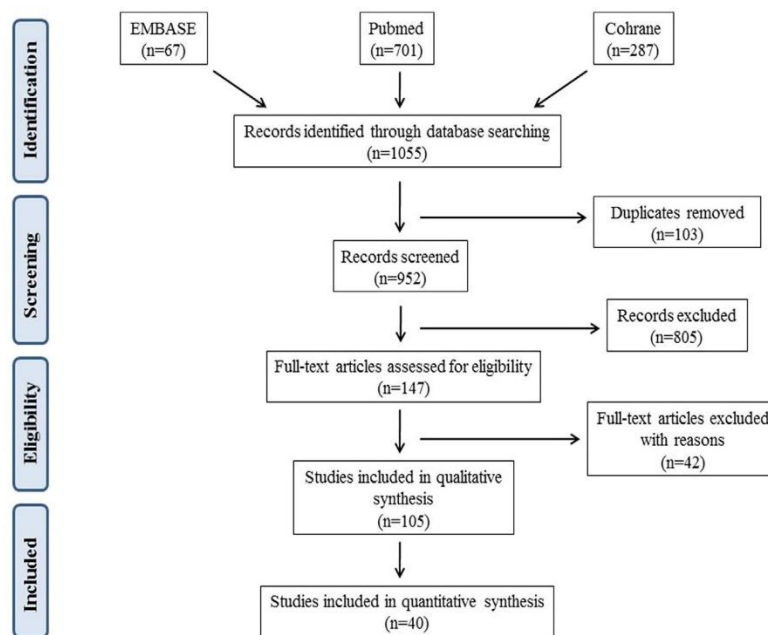 EMBASE
(n=67)
Pubmed
(n=701)
Cohrane
(n=287)
Identification
Records identified through database searching
(n=1055)
Duplicates removed
(n=103)
Screening
Records screened
(n=952)
Records excluded
(n=805)
Full-text articles assessed for eligibility
(n=147)
Eligibility
Full-text articles excluded
with reasons
(n=42)
Studies included in qualitative
synthesis
(n=105)
Included
Studies included in quantitative synthesis
(n=40)